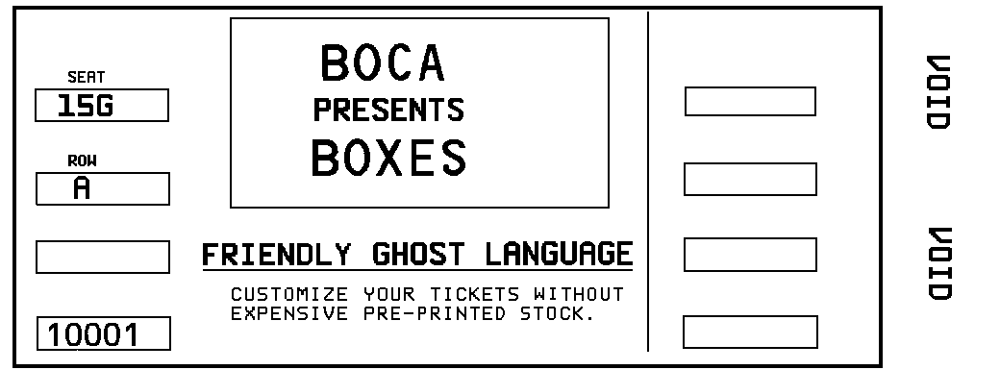 SEAT
15G
ROW
A
10001
BOCA
PRESENTS
BOXES
FRIENDLY GHOST LANGUAGE
CUSTOMIZE YOUR TICKETS WITHOUT
EXPENSIVE PRE-PRINTED STOCK.
VOID
VOID